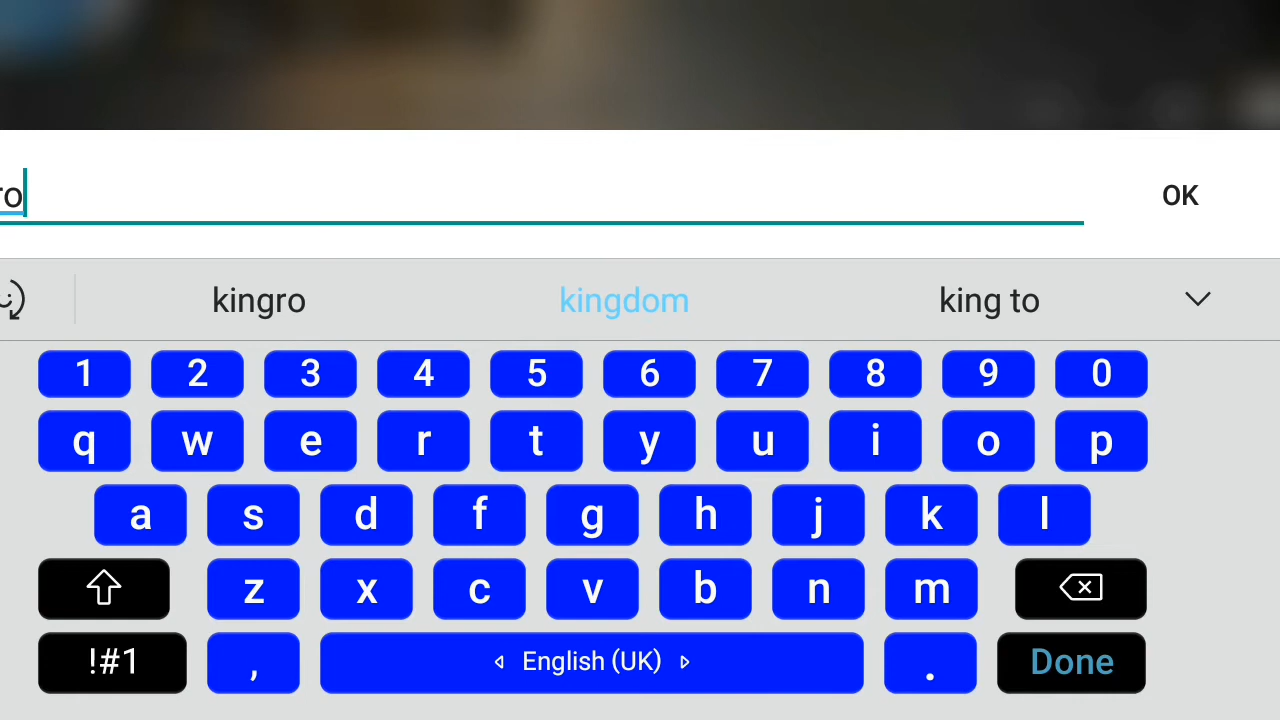 ro
OK
kingro kingdom king to
1 2 3 4 5 6 7 8 9 0
q w e r t y u i o p
a s d f g h j k l
z x c v b n m
!#1 , English (UK) . Done